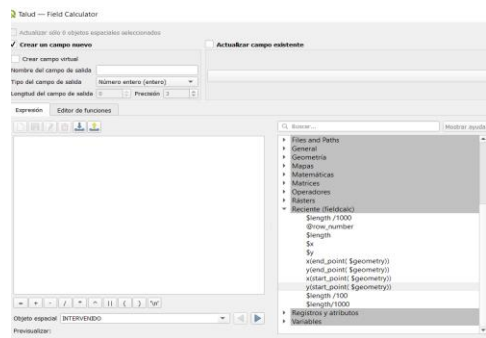 Talud — Field Calculator
Actualizar sólo 0 objetos espaciales seleccionados
Crear un campo nuevo
Actualizar campo existente
Crear campo virtual
Nombre del campo de salida
Tipo del campo de salida Número entero (entero)
Longitud del campo de salida 0 Precisión 3
Expresión Editor de funciones
Buscar... Mostrar ayuda
Files and Paths
General
Geometría
Mapas
Matemáticas
Matrices
Operadores
Rásters
Reciente (fieldcalc)
$length /1000
@row_number
$length
$x
$y
x(end_point( $geometry))
y(end_point( $geometry))
x(start_point( $geometry))
y(start_point( $geometry))
$length /100
$length/1000
Registros y atributos
Variables
= + - / * ^ || ( ) '\n'
Objeto espacial INTERVENIDO
Previsualizar: